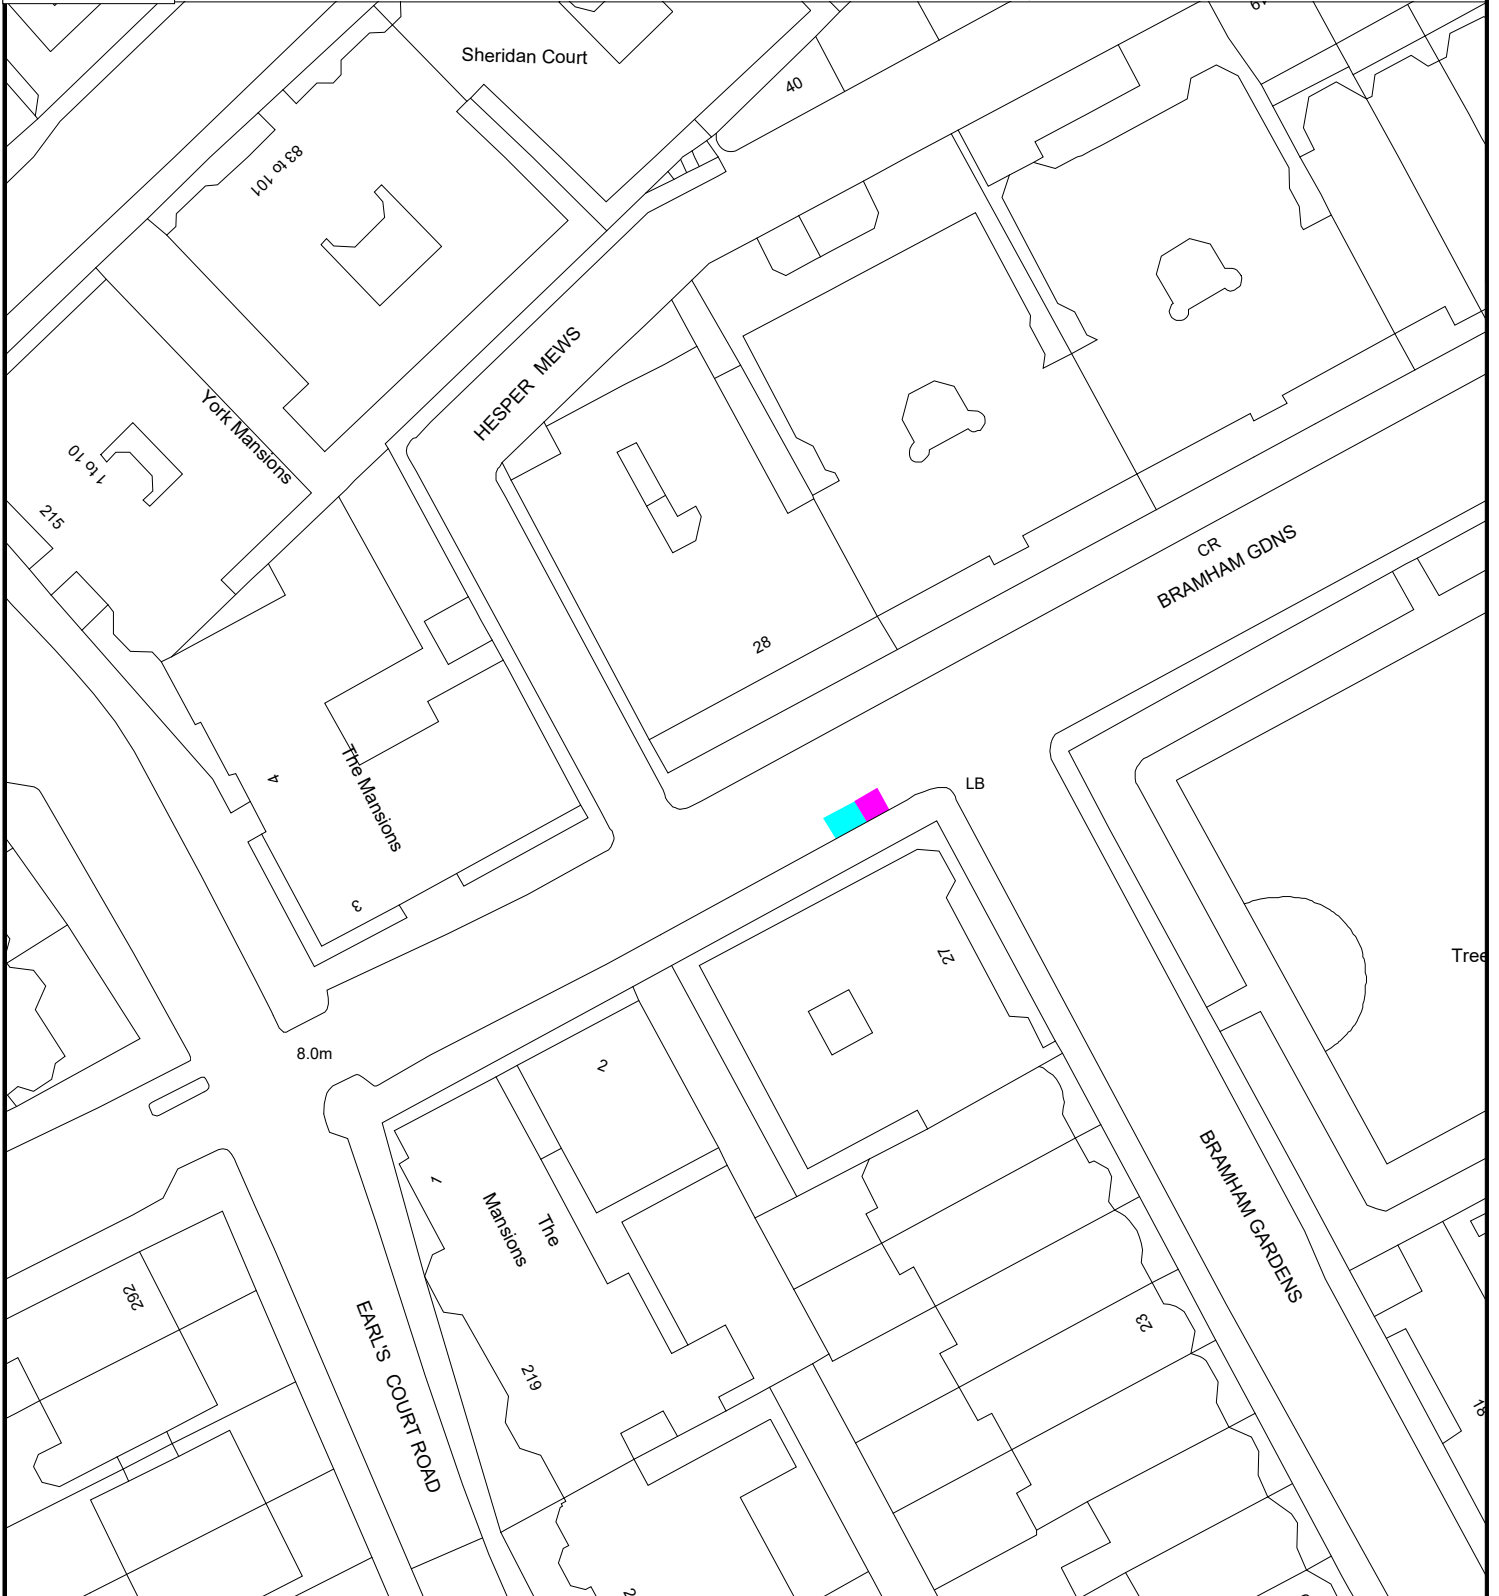 Sheridan Court
40
83 to 101
HESPER MEWS
York Mansions
1 to 10
215
CR
BRAMHAM GDNS
28
The Mansions
4
3
LB
27
Tree
8.0m
2
1
The
Mansions
BRAMHAM GARDENS
292
EARL'S COURT ROAD
219
23
18